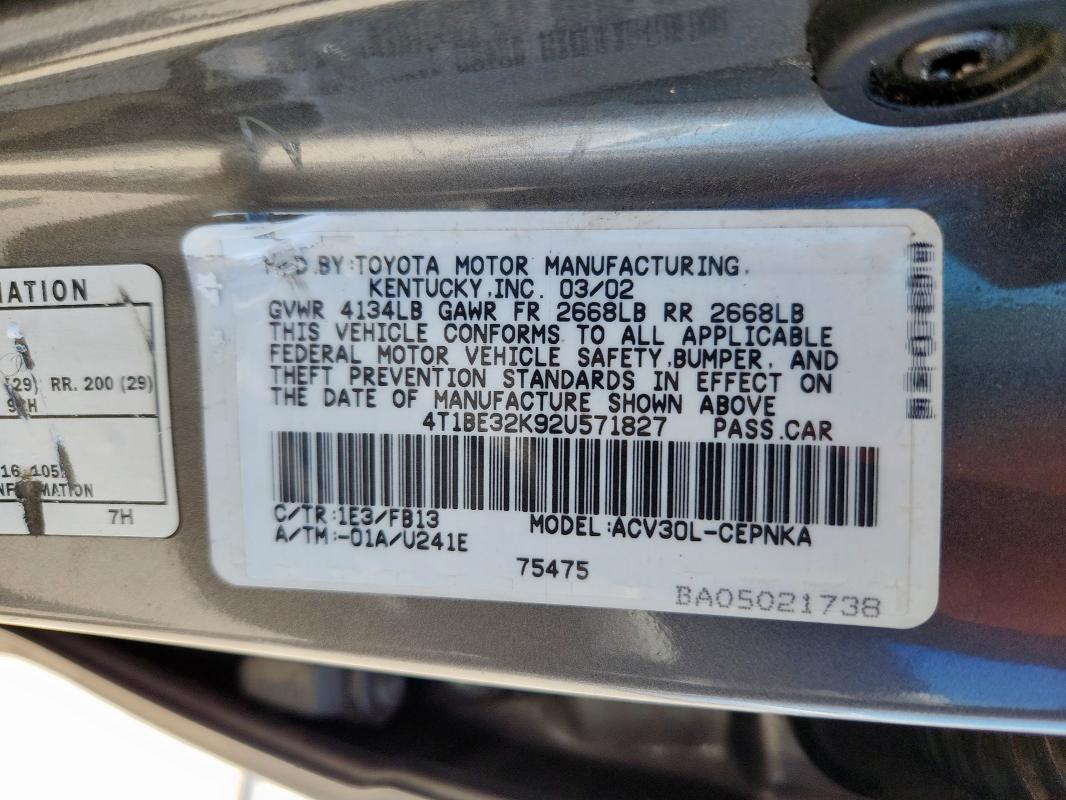 MFD.BY:TOYOTA MOTOR MANUFACTURING,
KENTUCKY,INC. 03/02
GVWR 4134LB GAWR FR 2668LB RR 2668LB
THIS VEHICLE CONFORMS TO ALL APPLICABLE
FEDERAL MOTOR VEHICLE SAFETY,BUMPER, AND
THEFT PREVENTION STANDARDS IN EFFECT ON
THE DATE OF MANUFACTURE SHOWN ABOVE
4T1BE32K92U571827 PASS.CAR
C/TR:1E3/FB13 MODEL:ACV30L-CEPNKA
A/TM:-01A/U241E
75475
BA05021738
MATION
(29) RR. 200 (29)
7H